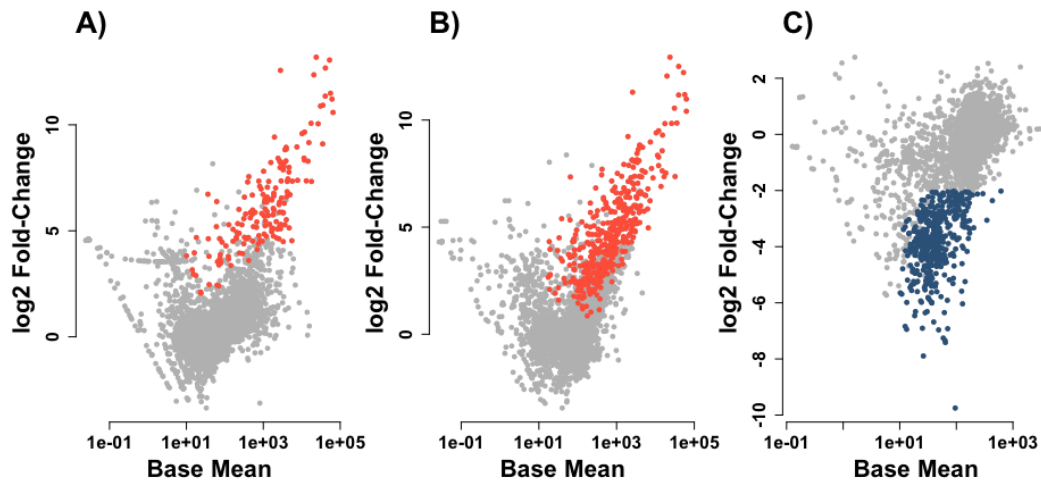 A)
log2 Fold-Change
10
5
0
1e-01 1e+01 1e+03 1e+05
Base Mean
B)
log2 Fold-Change
10
5
0
1e-01 1e+01 1e+03 1e+05
Base Mean
C)
log2 Fold-Change
2
0
-2
-4
-6
-8
-10
1e-01 1e+01 1e+03
Base Mean